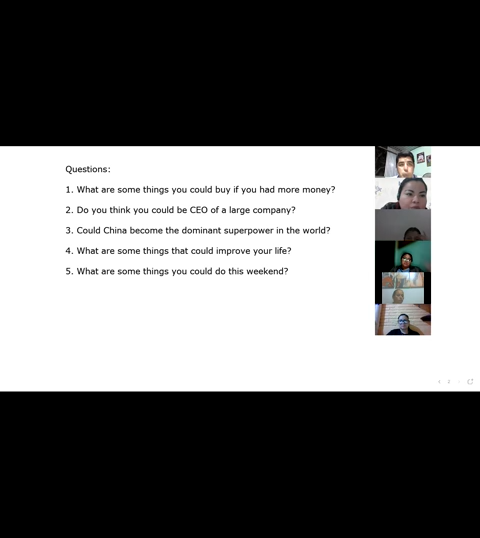 Questions:
1. What are some things you could buy if you had more money?
2. Do you think you could be CEO of a large company?
3. Could China become the dominant superpower in the world?
4. What are some things that could improve your life?
5. What are some things you could do this weekend?